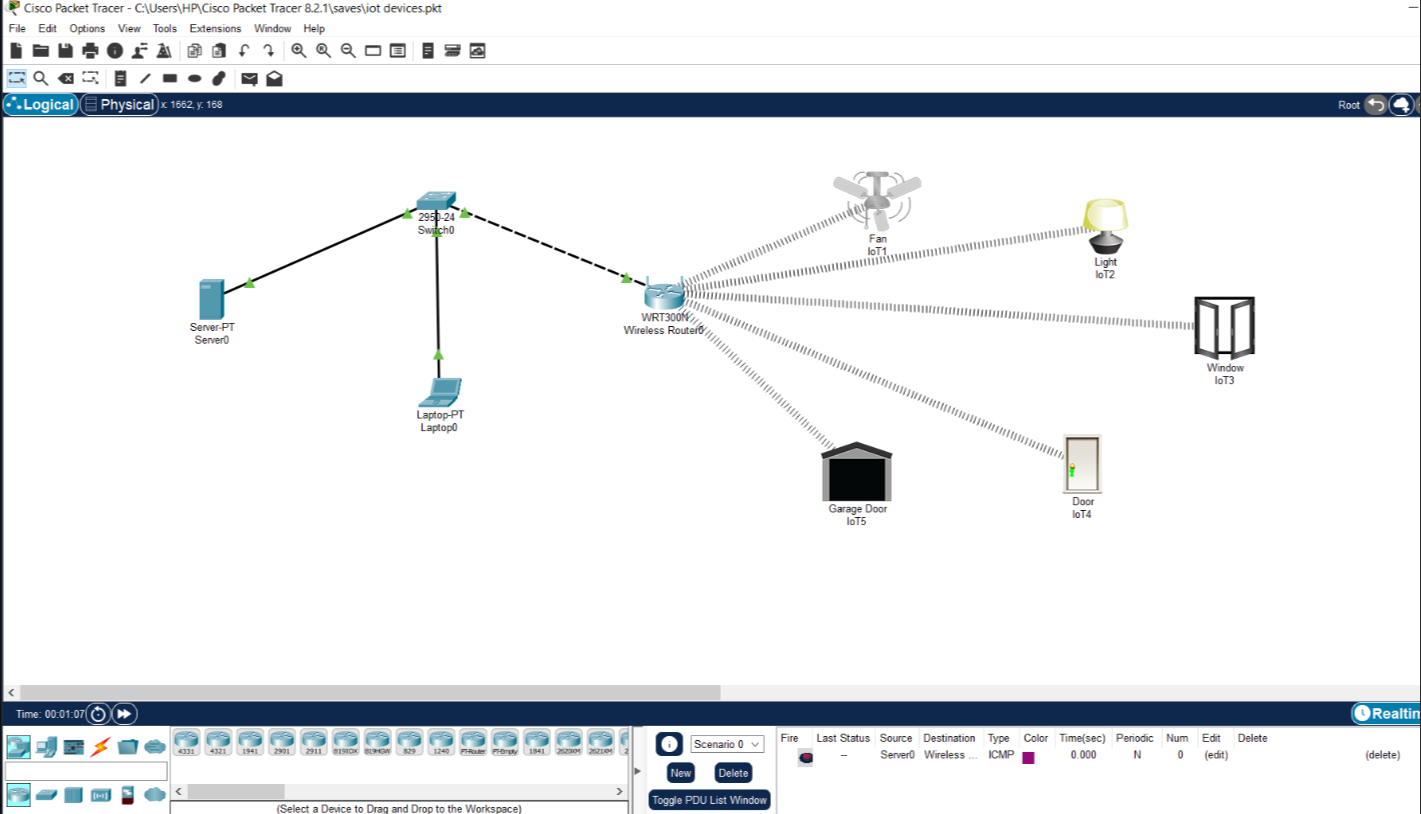 Cisco Packet Tracer - C:\Users\HP\Cisco Packet Tracer 8.2.1\saves\iot devices.pkt
File Edit Options View Tools Extensions Window Help
Logical Physical x: 1662, y: 168 Root
Fan
IoT1
2950-24
Switch0
Light
IoT2
WRT300N
Wireless Router0
Server-PT
Server0
Window
IoT3
Laptop-PT
Laptop0
Door
IoT4
Garage Door
IoT5
Time: 00:01:07 Realtim
4331 4321 1941 2901 2911 819IOX 819HGW 829 1240 PT-Router PT-Empty 1841 2620XM 2621XM 2
Scenario 0
New Delete
Toggle PDU List Window
Fire Last Status Source Destination Type Color Time(sec) Periodic Num Edit Delete
-- Server0 Wireless ... ICMP 0.000 N 0 (edit) (delete)
(Select a Device to Drag and Drop to the Workspace)